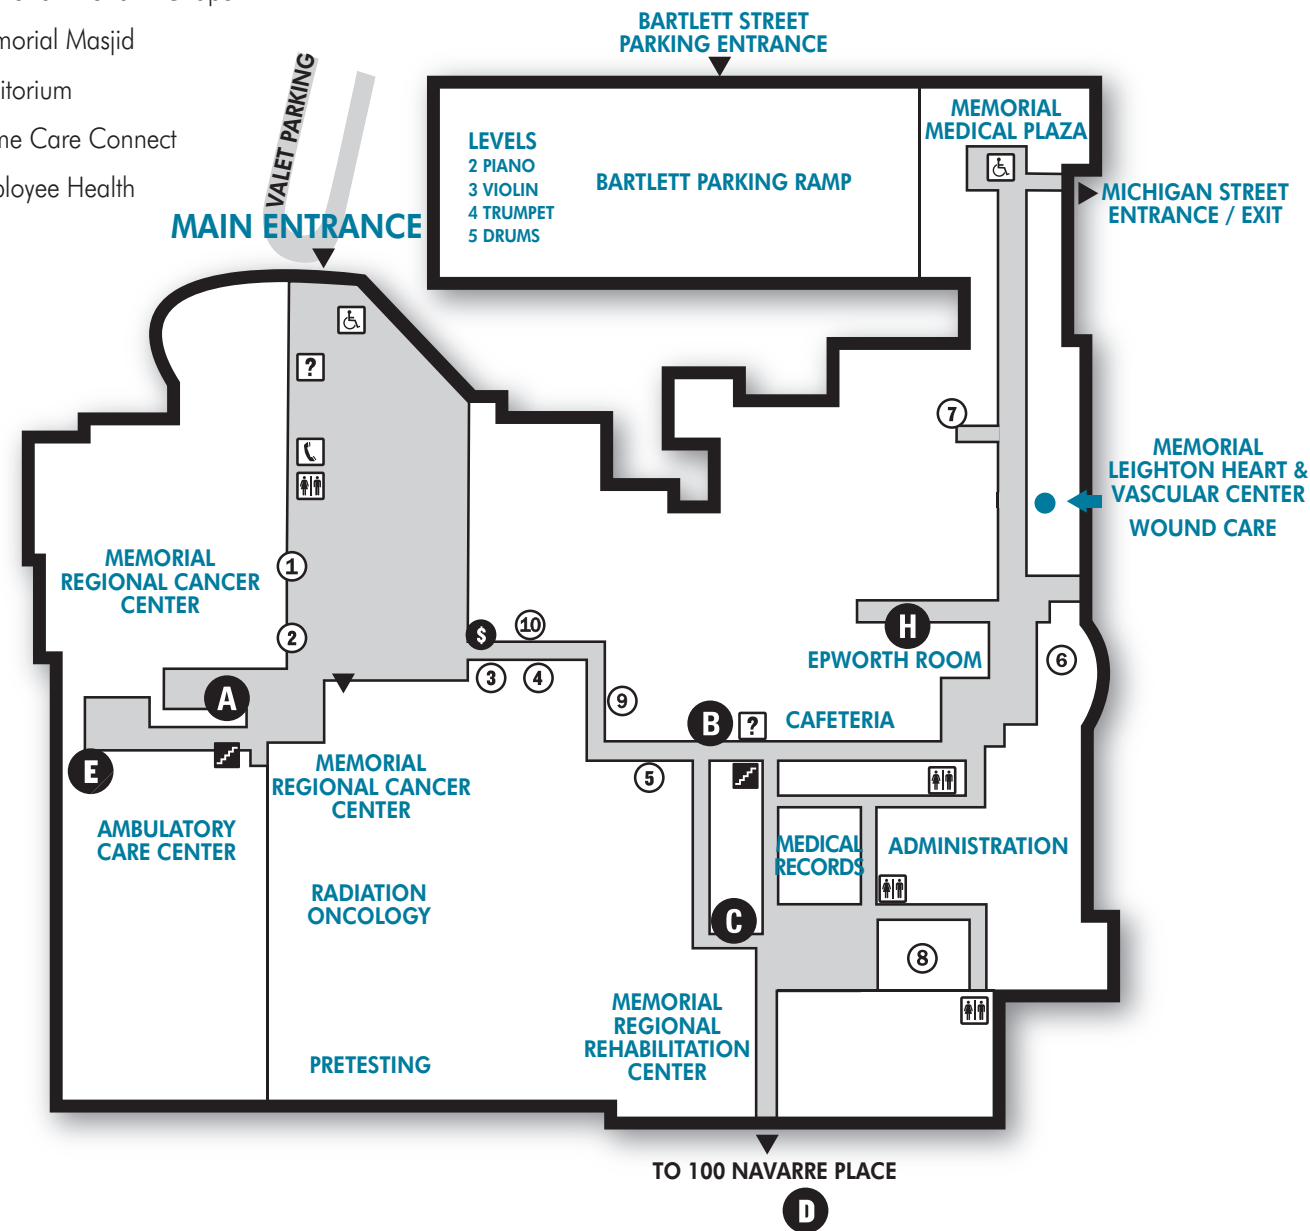 morial Masjid
itorium
me Care Connect
ployee Health
VALET PARKING
MAIN ENTRANCE
BARTLETT STREET
PARKING ENTRANCE
LEVELS
2 PIANO
3 VIOLIN
4 TRUMPET
5 DRUMS
BARTLETT PARKING RAMP
MEMORIAL
MEDICAL PLAZA
MICHIGAN STREET
ENTRANCE / EXIT
?
7
MEMORIAL
LEIGHTON HEART &
VASCULAR CENTER
WOUND CARE
MEMORIAL
REGIONAL CANCER
CENTER
1
2
$
10
3
4
9
H
EPWORTH ROOM
6
A
B
?
CAFETERIA
E
5
MEMORIAL
REGIONAL CANCER
CENTER
AMBULATORY
CARE CENTER
MEDICAL
RECORDS
ADMINISTRATION
RADIATION
ONCOLOGY
C
8
MEMORIAL
REGIONAL
REHABILITATION
CENTER
PRETESTING
TO 100 NAVARRE PLACE
D